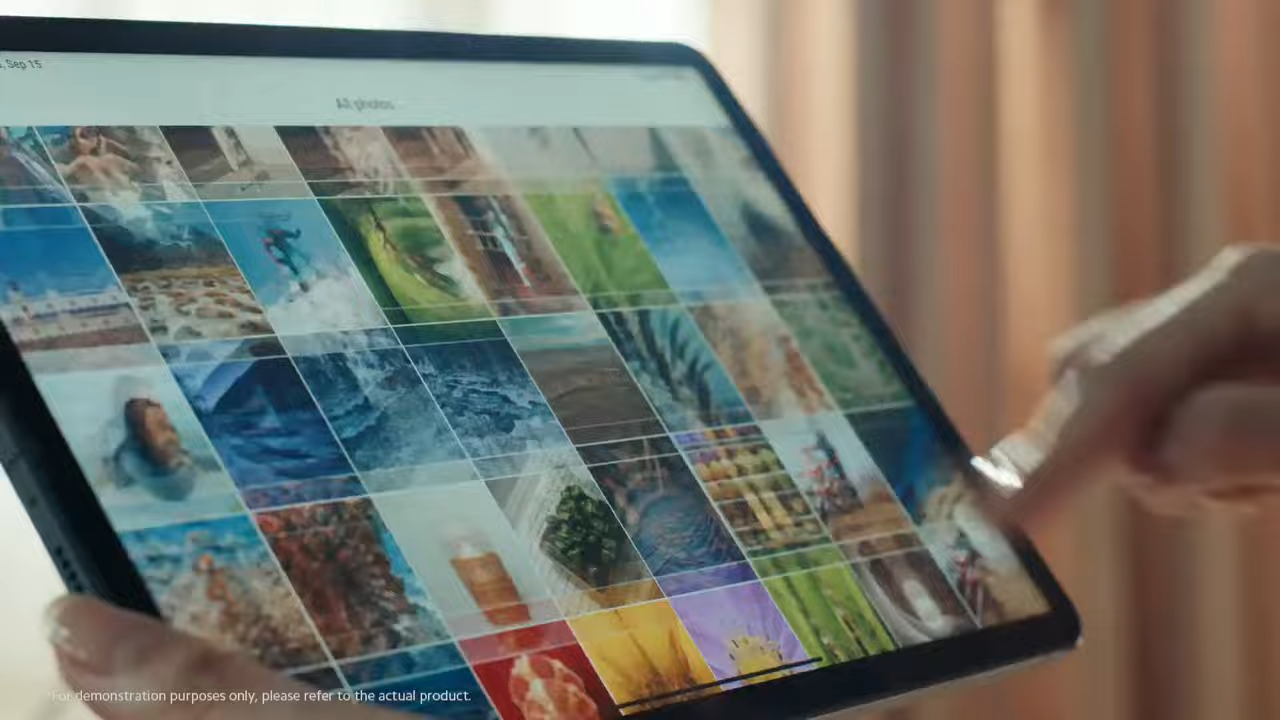 , Sep 15
All photos
*For demonstration purposes only, please refer to the actual product.